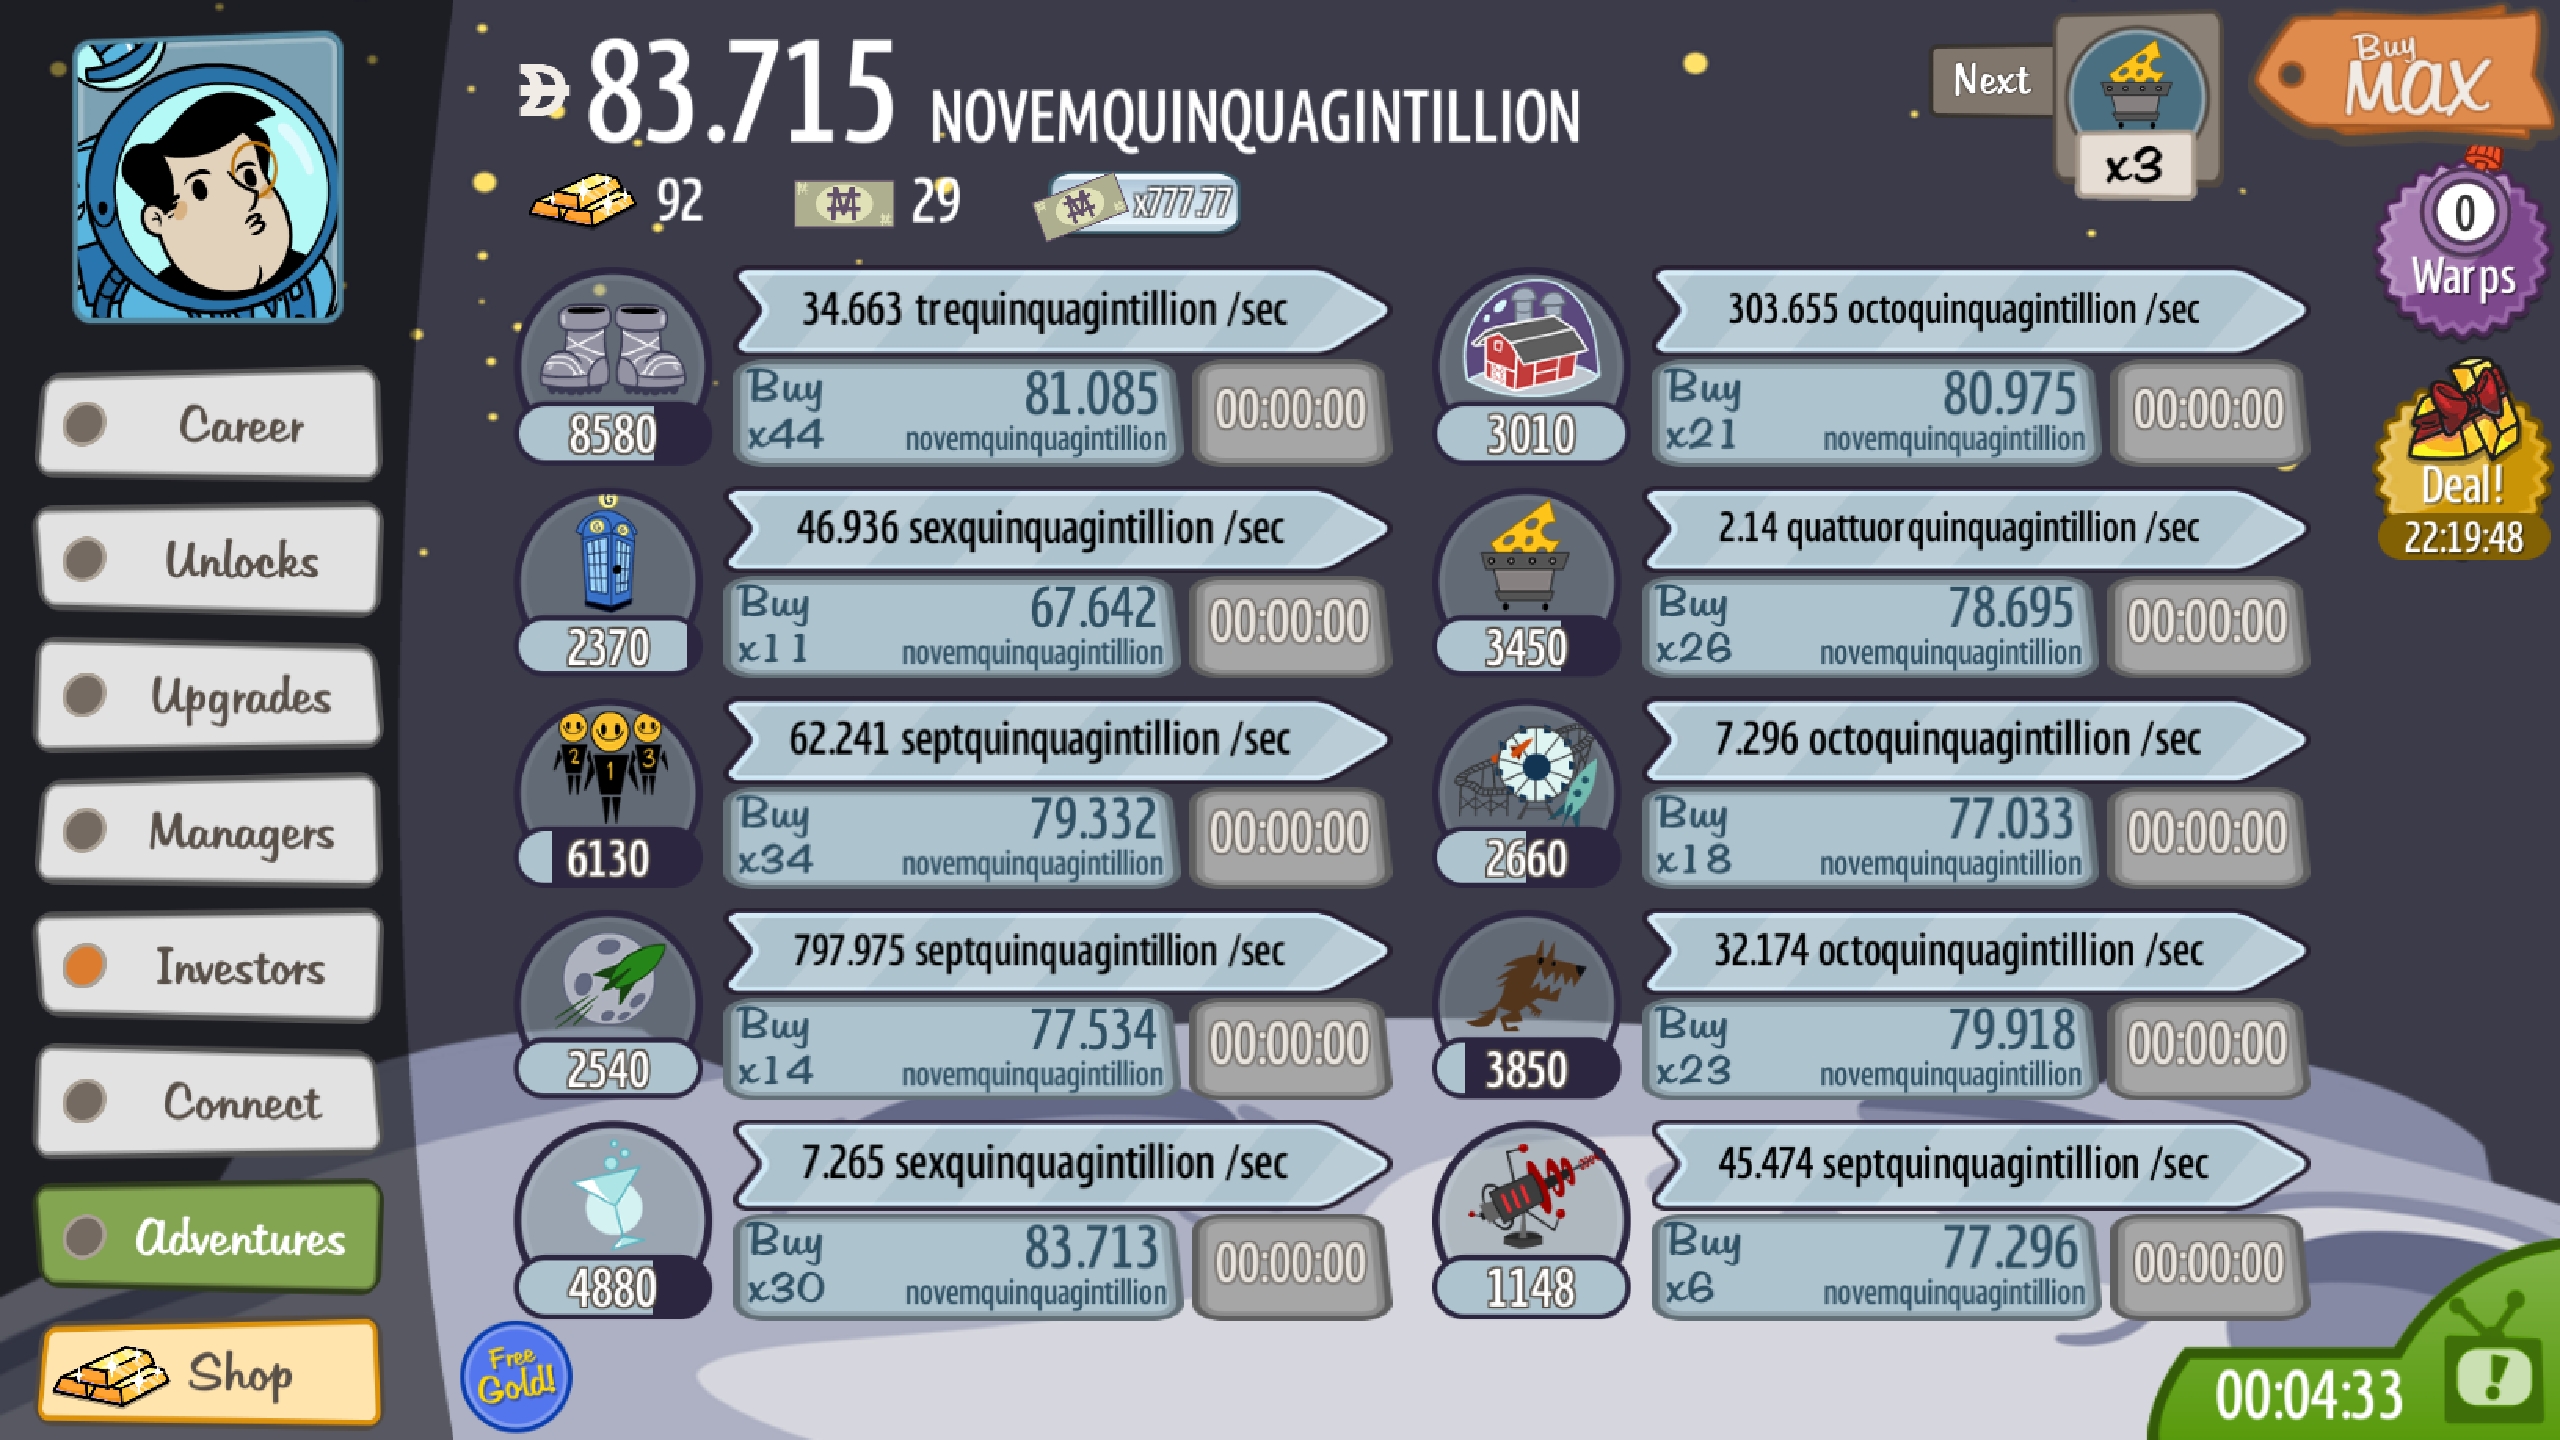 83.715 NOVEMQUINQUAGINTILLION
92
29
x777.77
Next
x3
Buy
MAX
0
Warps
Deal!
22:19:48
Career
Unlocks
Upgrades
Managers
Investors
Connect
Adventures
Shop
34.663 trequinquagintillion /sec
8580
Buy
x44
81.085
novemquinquagintillion
00:00:00
303.655 octoquinquagintillion /sec
3010
Buy
x21
80.975
novemquinquagintillion
00:00:00
G
46.936 sexquinquagintillion /sec
2370
Buy
x11
67.642
novemquinquagintillion
00:00:00
2.14 quattuorquinquagintillion /sec
3450
Buy
x26
78.695
novemquinquagintillion
00:00:00
2 1 3
62.241 septquinquagintillion /sec
6130
Buy
x34
79.332
novemquinquagintillion
00:00:00
7.296 octoquinquagintillion /sec
2660
Buy
x18
77.033
novemquinquagintillion
00:00:00
797.975 septquinquagintillion /sec
2540
Buy
x14
77.534
novemquinquagintillion
00:00:00
32.174 octoquinquagintillion /sec
3850
Buy
x23
79.918
novemquinquagintillion
00:00:00
7.265 sexquinquagintillion /sec
4880
Buy
x30
83.713
novemquinquagintillion
00:00:00
45.474 septquinquagintillion /sec
1148
Buy
x6
77.296
novemquinquagintillion
00:00:00
Free
Gold!
00:04:33
!